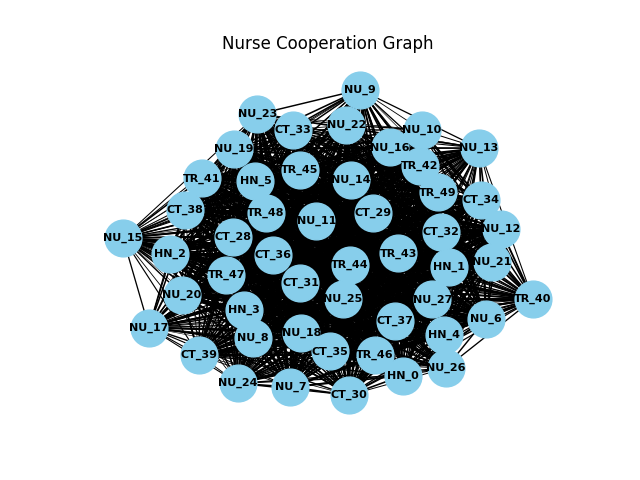 Nurse Cooperation Graph
NU_9
NU_23
NU_22
CT_33
NU_10
NU_19
NU_16
NU_13
TR_42
TR_45
TR_41
HN_5
NU_14
TR_49
CT_34
CT_38
TR_48
CT_29
NU_11
NU_12
CT_32
NU_15
CT_28
HN_2
CT_36
TR_43
NU_21
TR_44
HN_1
TR_47
CT_31
NU_20
NU_25
NU_27
TR_40
HN_3
NU_6
CT_37
NU_17
NU_18
HN_4
NU_8
CT_35
CT_39
TR_46
NU_26
HN_0
NU_24
NU_7
CT_30